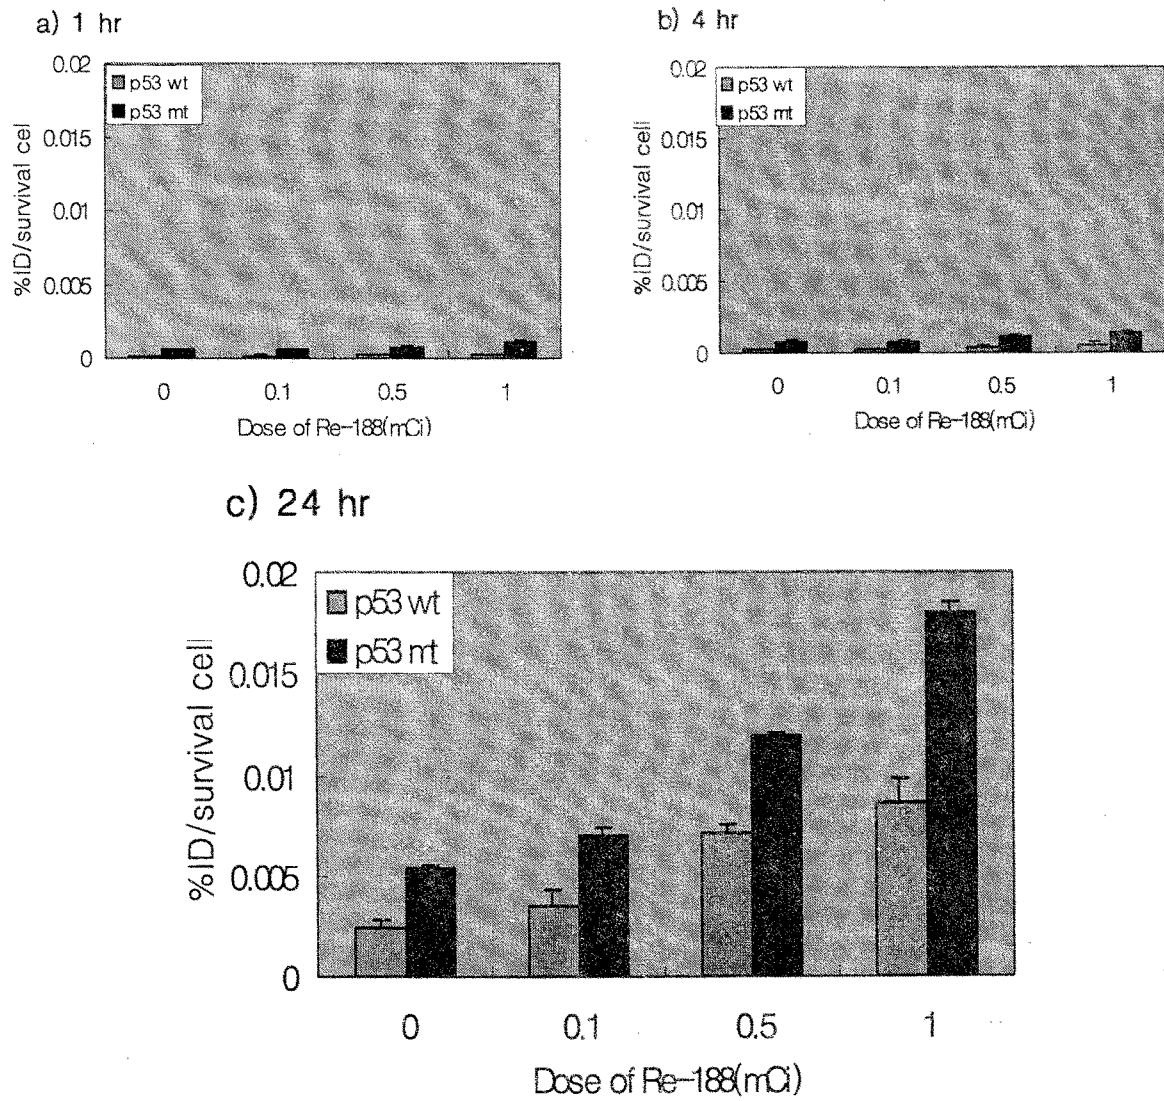 a) 1 hr
0.02
0.015
0.01
0.005
0
p53 wt
p53 mt
%ID/survival cell
0 0.1 0.5 1
Dose of Re-188(mCi)
b) 4 hr
0.02
0.015
0.01
0.005
0
p53 wt
p53 mt
%ID/survival cell
0 0.1 0.5 1
Dose of Re-188(mCi)
c) 24 hr
0.02
0.015
0.01
0.005
0
p53 wt
p53 mt
%ID/survival cell
0 0.1 0.5 1
Dose of Re-188(mCi)